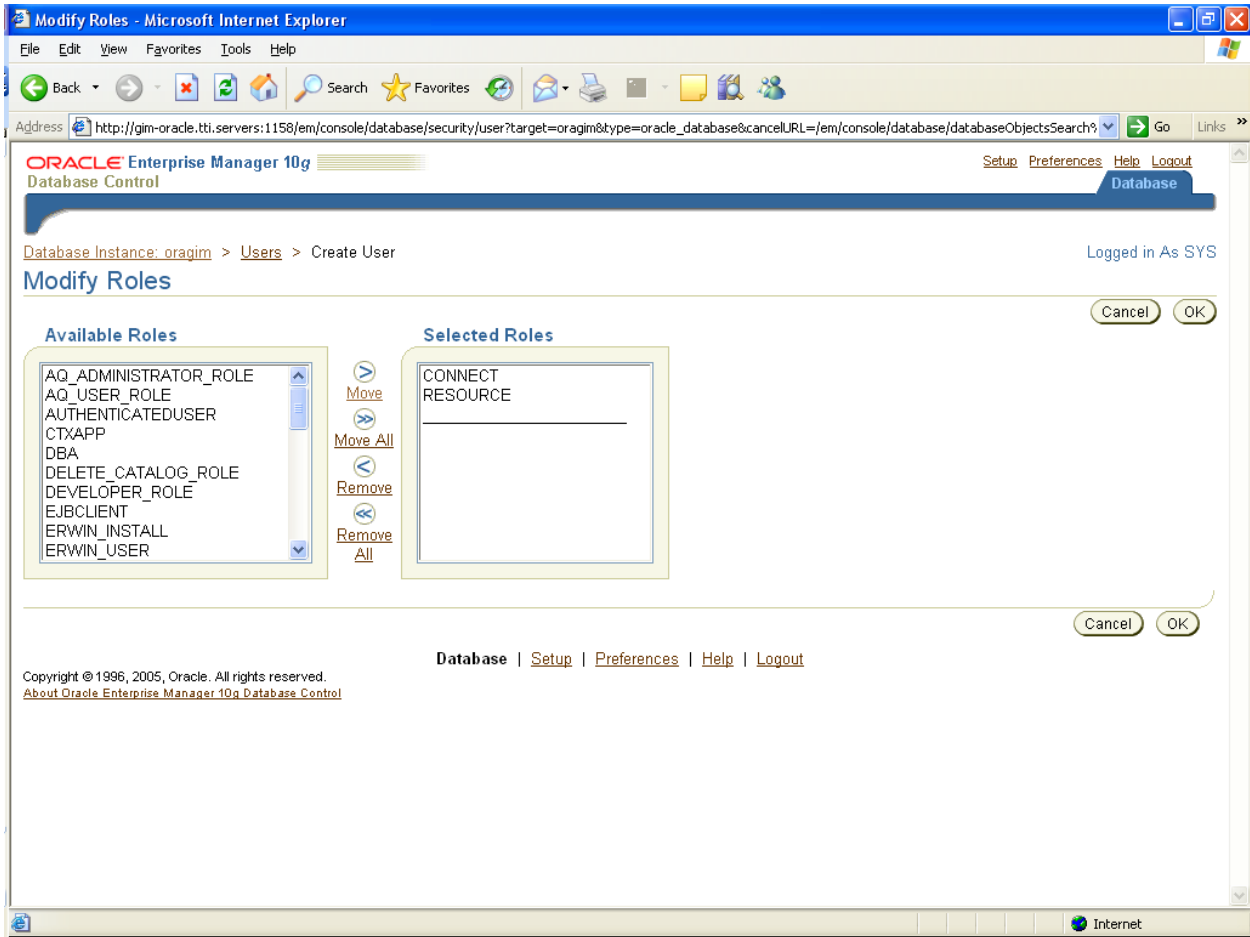 Modify Roles - Microsoft Internet Explorer
File Edit View Favorites Tools Help
Back Search Favorites
Address http://gim-oracle.tti.servers:1158/em/console/database/security/user?target=oragim&type=oracle_database&cancelURL=/em/console/database/databaseObjectsSearch% Go Links »
ORACLE Enterprise Manager 10g
Database Control
Setup Preferences Help Logout
Database
Database Instance: oragim > Users > Create User
Logged in As SYS
Modify Roles
Cancel OK
Available Roles
AQ_ADMINISTRATOR_ROLE
AQ_USER_ROLE
AUTHENTICATEDUSER
CTXAPP
DBA
DELETE_CATALOG_ROLE
DEVELOPER_ROLE
EJBCLIENT
ERWIN_INSTALL
ERWIN_USER
Move
Move All
Remove
Remove All
Selected Roles
CONNECT
RESOURCE
Cancel OK
Database | Setup | Preferences | Help | Logout
Copyright © 1996, 2005, Oracle. All rights reserved.
About Oracle Enterprise Manager 10g Database Control
Internet